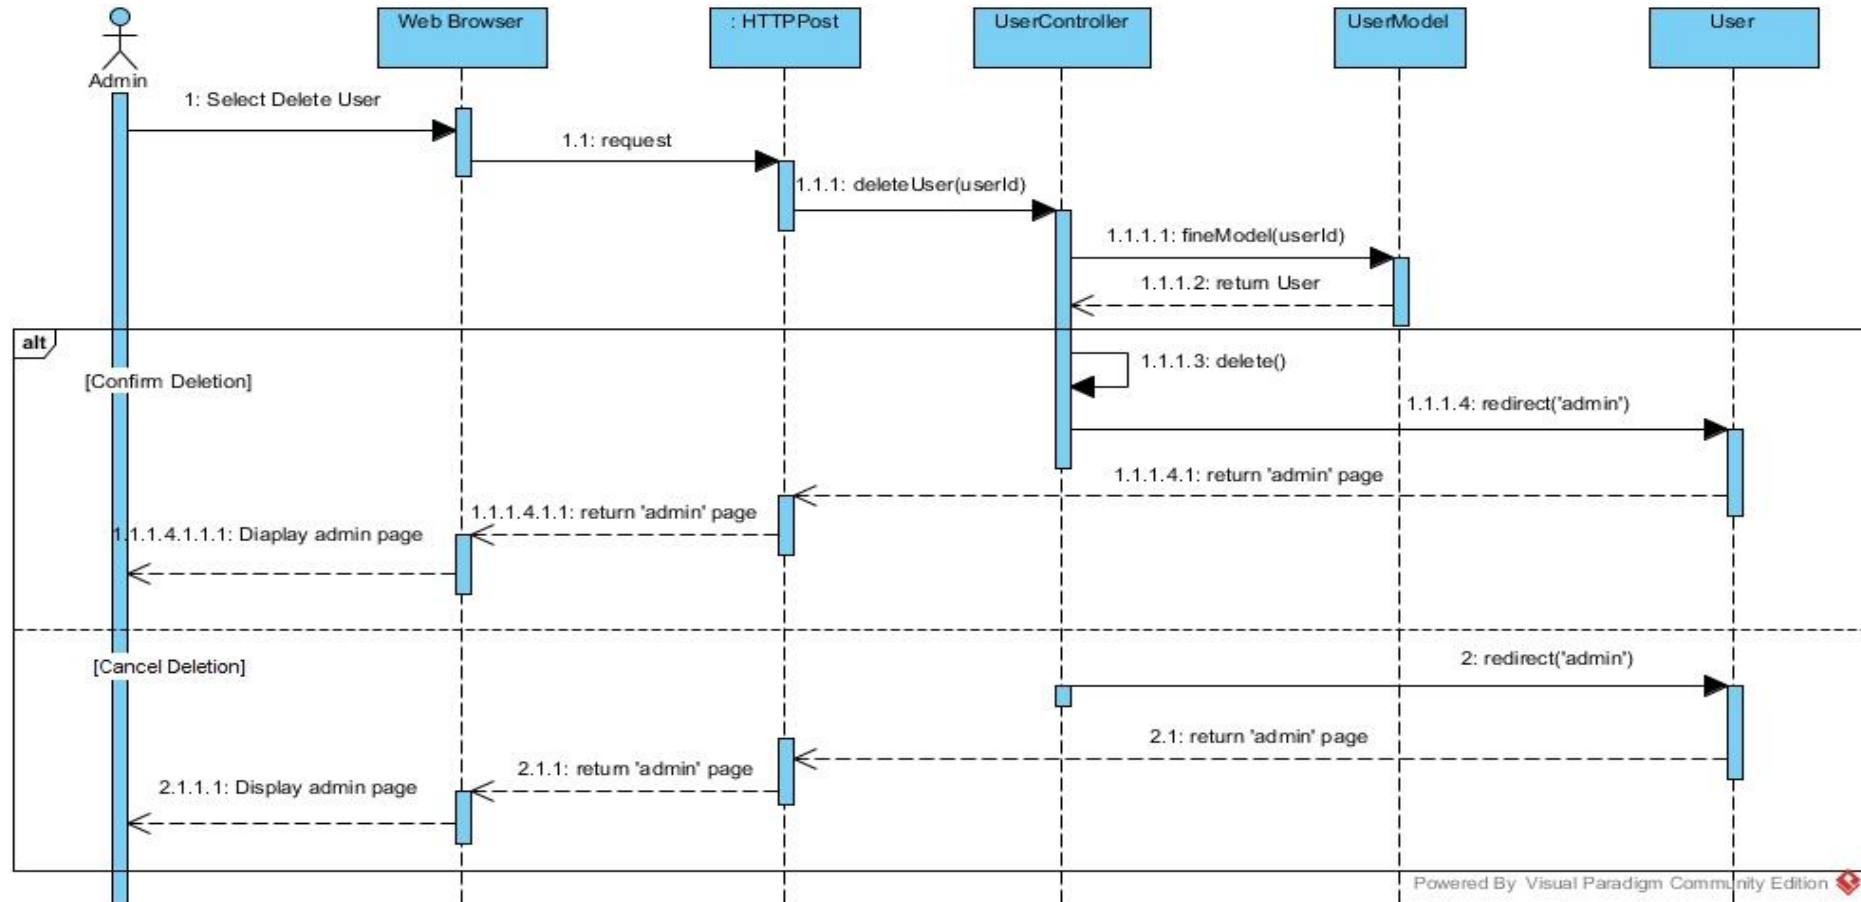 Web Browser
: HTTPPost
UserController
UserModel
User
Admin
1: Select Delete User
1.1: request
1.1.1: deleteUser(userId)
1.1.1.1: fineModel(userId)
1.1.1.2: return User
alt
[Confirm Deletion]
1.1.1.3: delete()
1.1.1.4: redirect("admin")
1.1.1.4.1: return "admin" page
1.1.1.4.1.1: return "admin" page
1.1.1.4.1.1.1: Diaplay admin page
[Cancel Deletion]
2: redirect("admin")
2.1: return "admin" page
2.1.1: return "admin" page
2.1.1.1: Display admin page
Powered By Visual Paradigm Community Edition